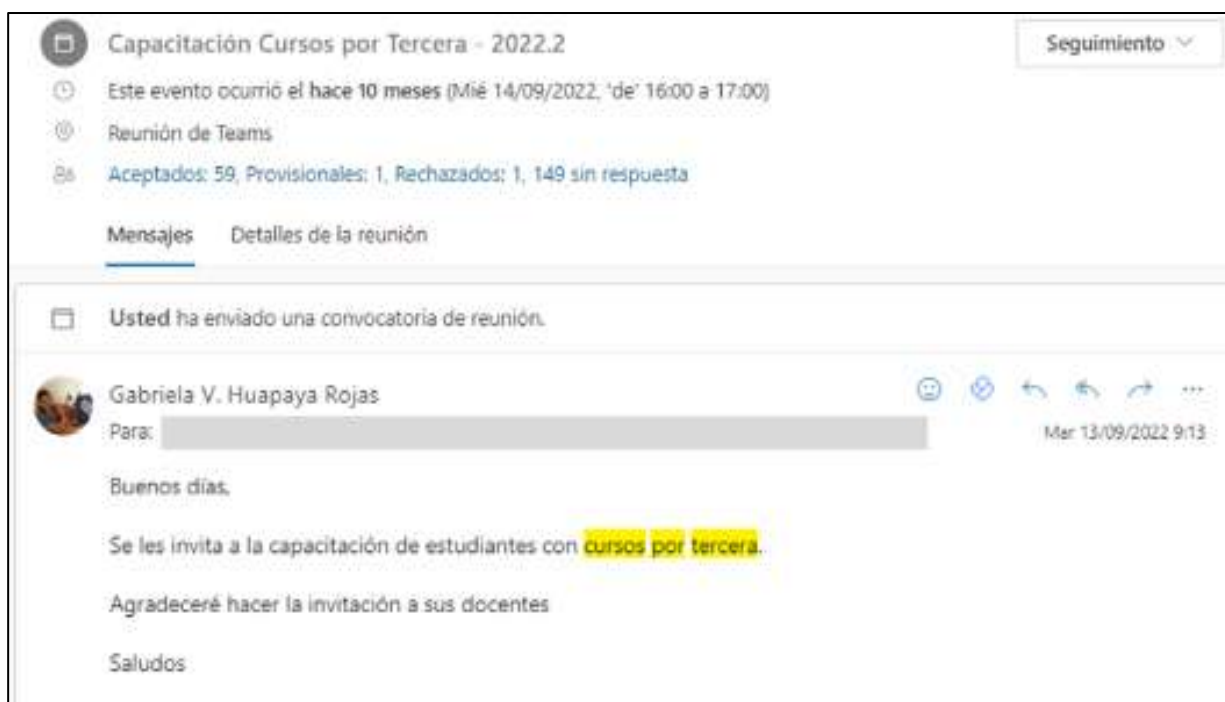 Capacitación Cursos por Tercera - 2022.2
Seguimiento
Este evento ocurrió el hace 10 meses (Mié 14/09/2022, 'de' 16:00 a 17:00)
Reunión de Teams
Aceptados: 59, Provisionales: 1, Rechazados: 1, 149 sin respuesta
Mensajes Detalles de la reunión
Usted ha enviado una convocatoria de reunión.
Gabriela V. Huapaya Rojas
Para:
Mar 13/09/2022 9:13
Buenos días,
Se les invita a la capacitación de estudiantes con cursos por tercera.
Agradeceré hacer la invitación a sus docentes
Saludos